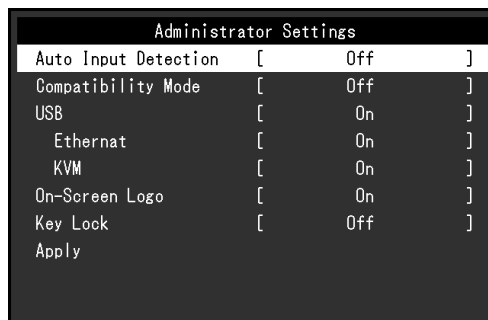 Administrator Settings
Auto Input Detection [ Off ]
Compatibility Mode [ Off ]
USB [ On ]
Ethernat [ On ]
KVM [ On ]
On-Screen Logo [ On ]
Key Lock [ Off ]
Apply